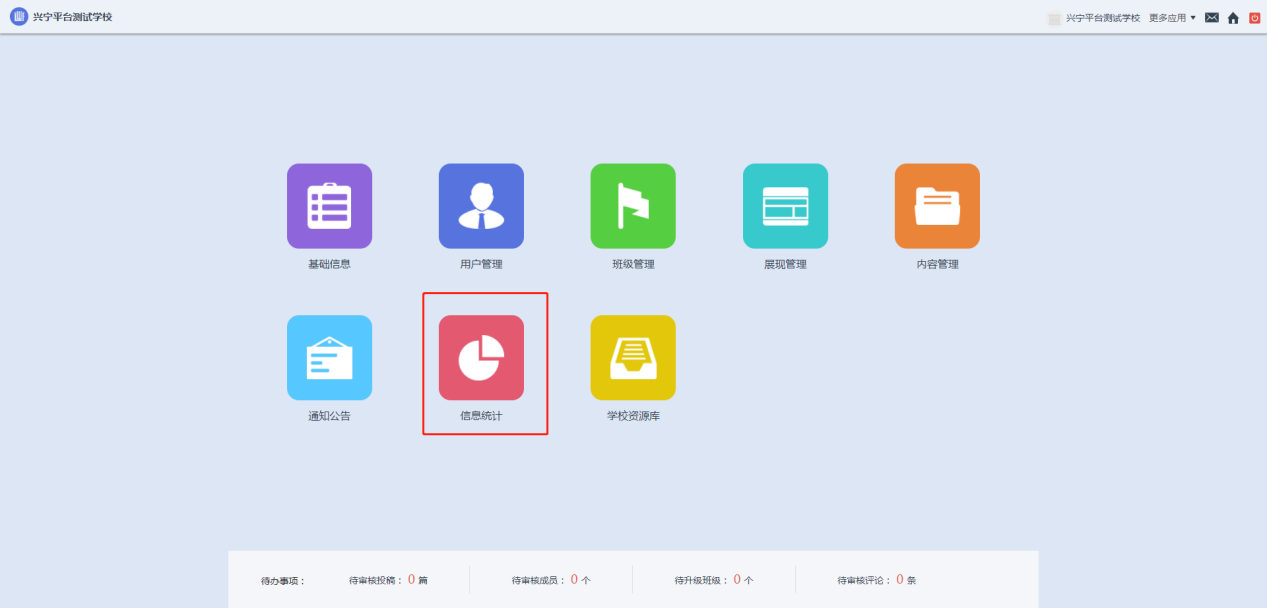 兴宁平台测试学校
兴宁平台测试学校 更多应用
基础信息 用户管理 班级管理 展现管理 内容管理
通知公告 信息统计 学校资源库
待办事项： 待审核投稿： 0 篇 待审核成员： 0 个 待升级班级： 0 个 待审核评论： 0 条